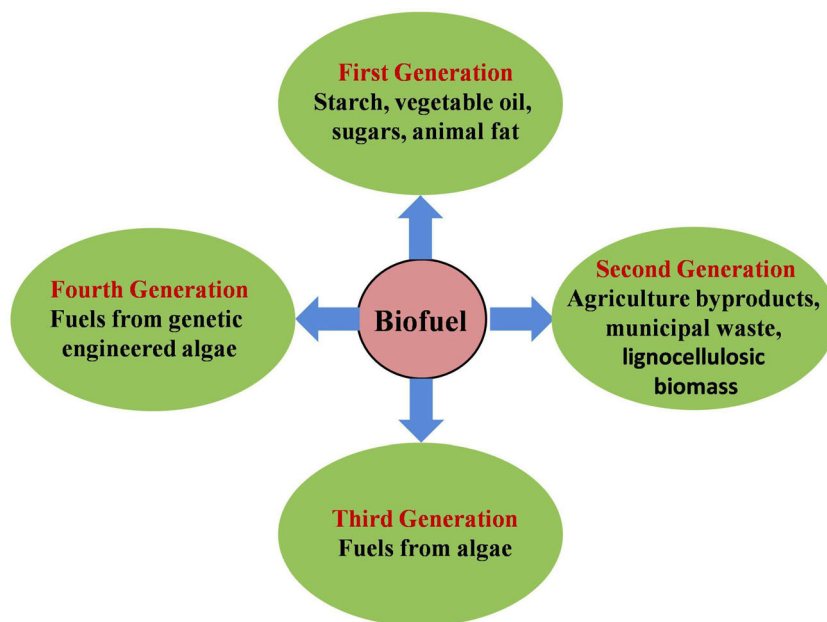 First Generation
Starch, vegetable oil,
sugars, animal fat
Fourth Generation
Fuels from genetic
engineered algae
Biofuel
Second Generation
Agriculture byproducts,
municipal waste,
lignocellulosic
biomass
Third Generation
Fuels from algae